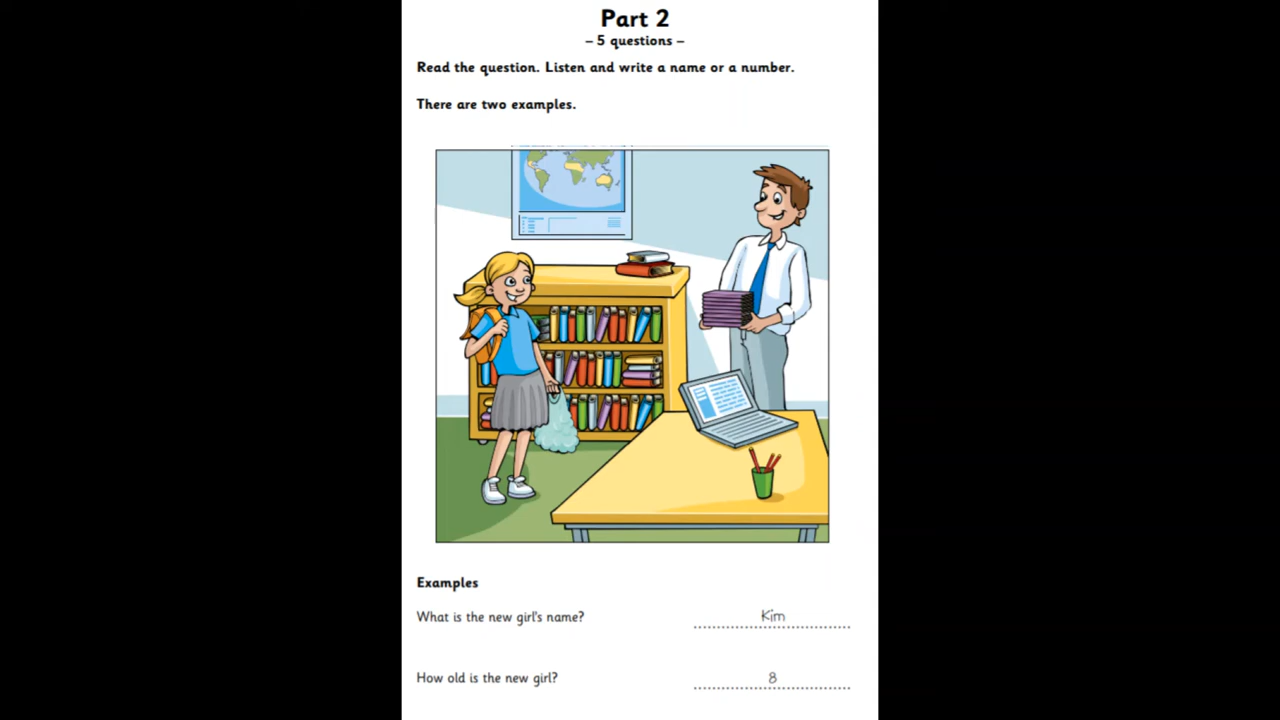 Part 2
– 5 questions –
Read the question. Listen and write a name or a number.
There are two examples.
Examples
What is the new girl's name? Kim
How old is the new girl? 8